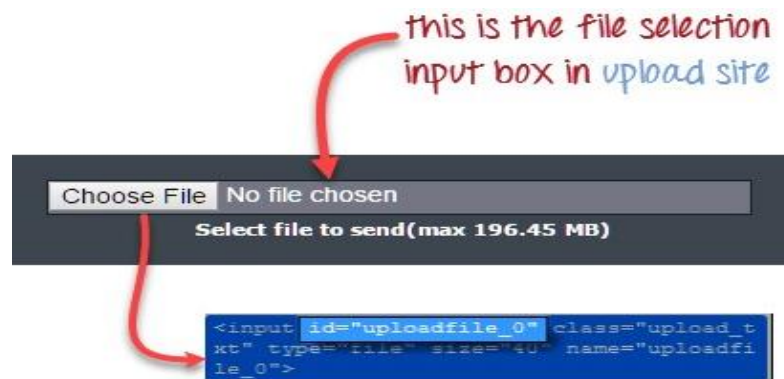 this is the file selection
input box in upload site
Choose File No file chosen
Select file to send(max 196.45 MB)
<input id="uploadfile_0" class="upload_t
xt" type="file" size="40" name="uploadfi
le_0">